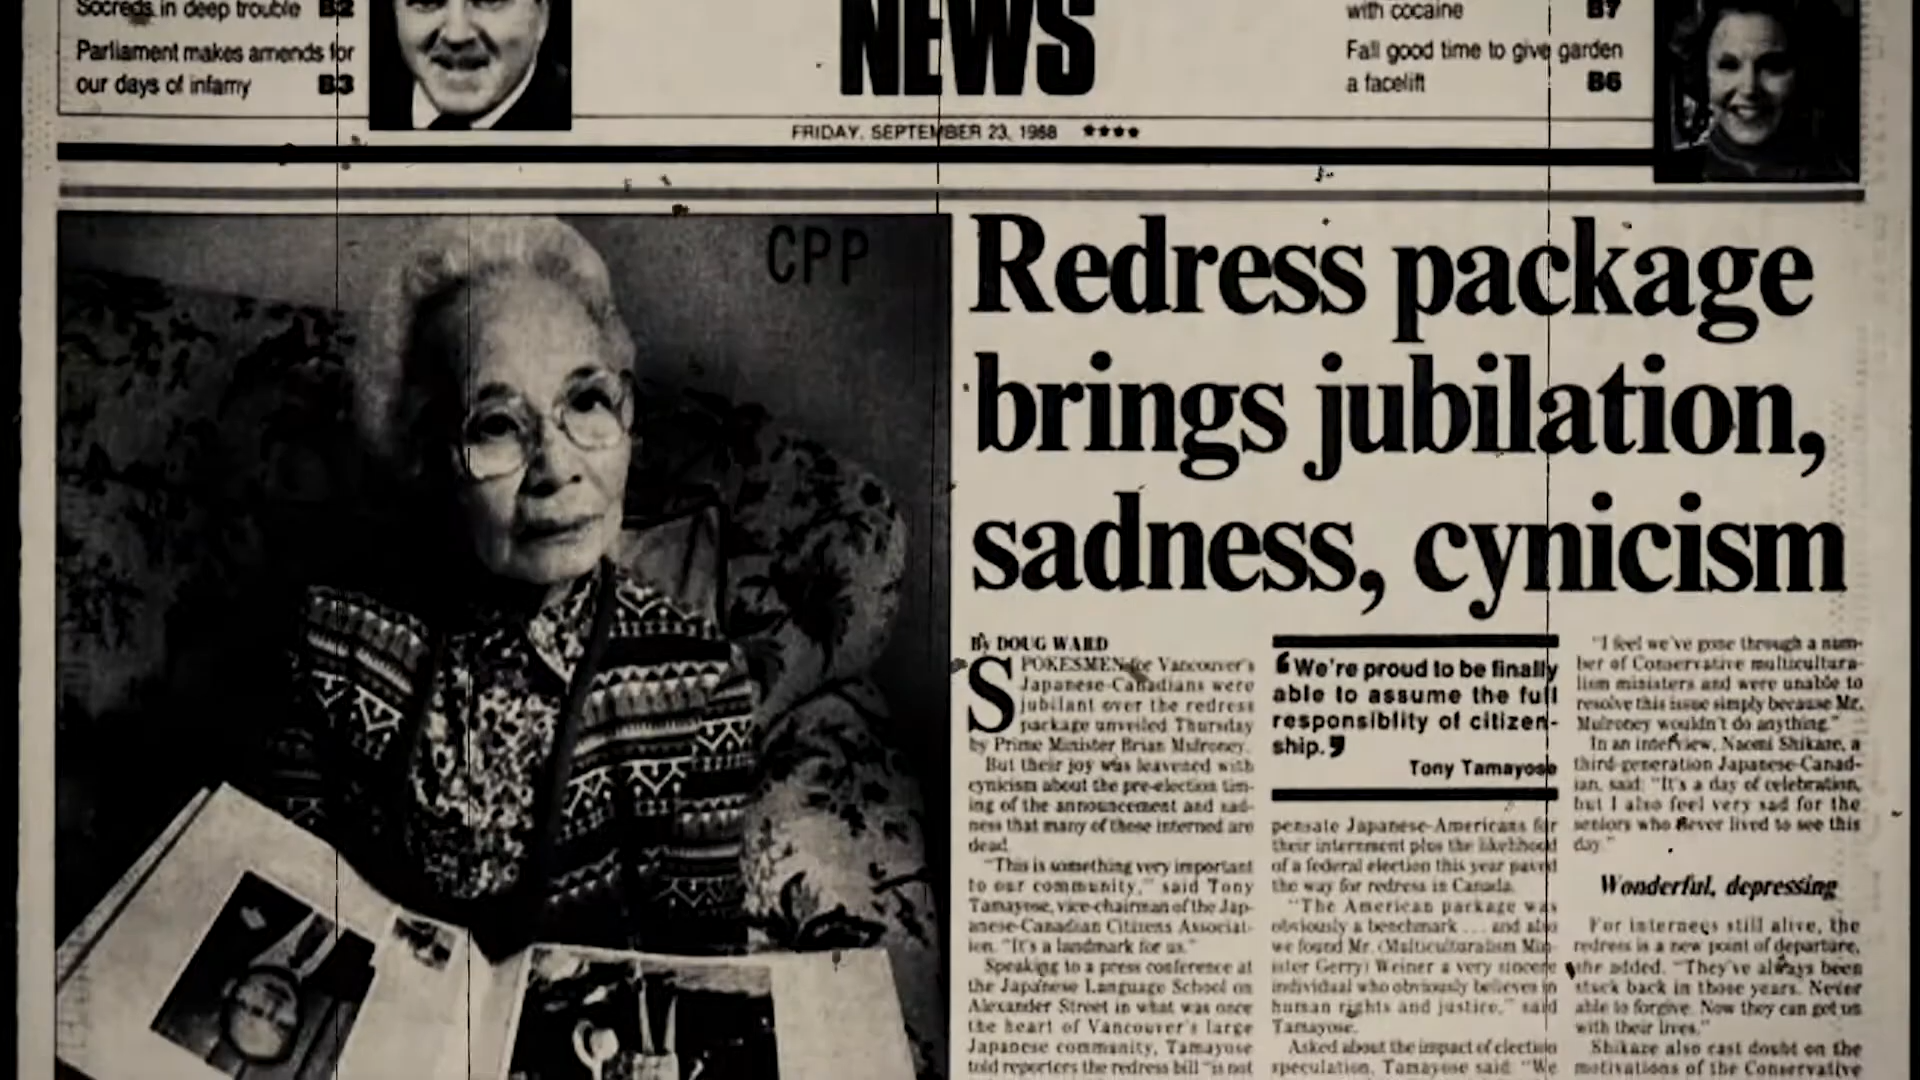 Socreds in deep trouble B2
Parliament makes amends for
our days of infamy B3
NEWS
with cocaine B7
Fall good time to give garden
a facelift B6
FRIDAY, SEPTEMBER 23, 1988 ★★★★
CPP
Redress package
brings jubilation,
sadness, cynicism
By DOUG WARD
SPOKESMEN for Vancouver's
Japanese-Canadians were
jubilant over the redress
package unveiled Thursday
by Prime Minister Brian Mulroney.
But their joy was leavened with
cynicism about the pre-election tim-
ing of the announcement and sad-
ness that many of those interned are
dead.
"This is something very important
to our community," said Tony
Tamayose, vice-chairman of the Jap-
anese-Canadian Citizens Associat-
ion. "It's a landmark for us."
Speaking to a press conference at
the Japanese Language School on
Alexander Street in what was once
the heart of Vancouver's large
Japanese community, Tamayose
told reporters the redress bill "is not
‘We're proud to be finally
able to assume the full
responsiblity of citizen-
ship.’
Tony Tamayose
pensate Japanese-Americans for
their internment plus the likelihood
of a federal election this year paved
the way for redress in Canada.
"The American package was
obviously a benchmark ... and also
we found Mr. (Multiculturalism Min-
ister Gerry) Weiner a very sincere
individual who obviously believes in
human rights and justice," said
Tamayose.
Asked about the impact of election
speculation, Tamayose said: "We
"I feel we've gone through a num-
ber of Conservative multicultura-
lism ministers and were unable to
resolve this issue simply because Mr.
Mulroney wouldn't do anything."
In an interview, Naomi Shikaze, a
third-generation Japanese-Canad-
ian, said: "It's a day of celebration,
but I also feel very sad for the
seniors who never lived to see this
day."
Wonderful, depressing
For internees still alive, the
redress is a new point of departure,
she added. "They've always been
stuck back in those years. Never
able to forgive. Now they can get on
with their lives."
Shikaze also cast doubt on the
motivations of the Conservative